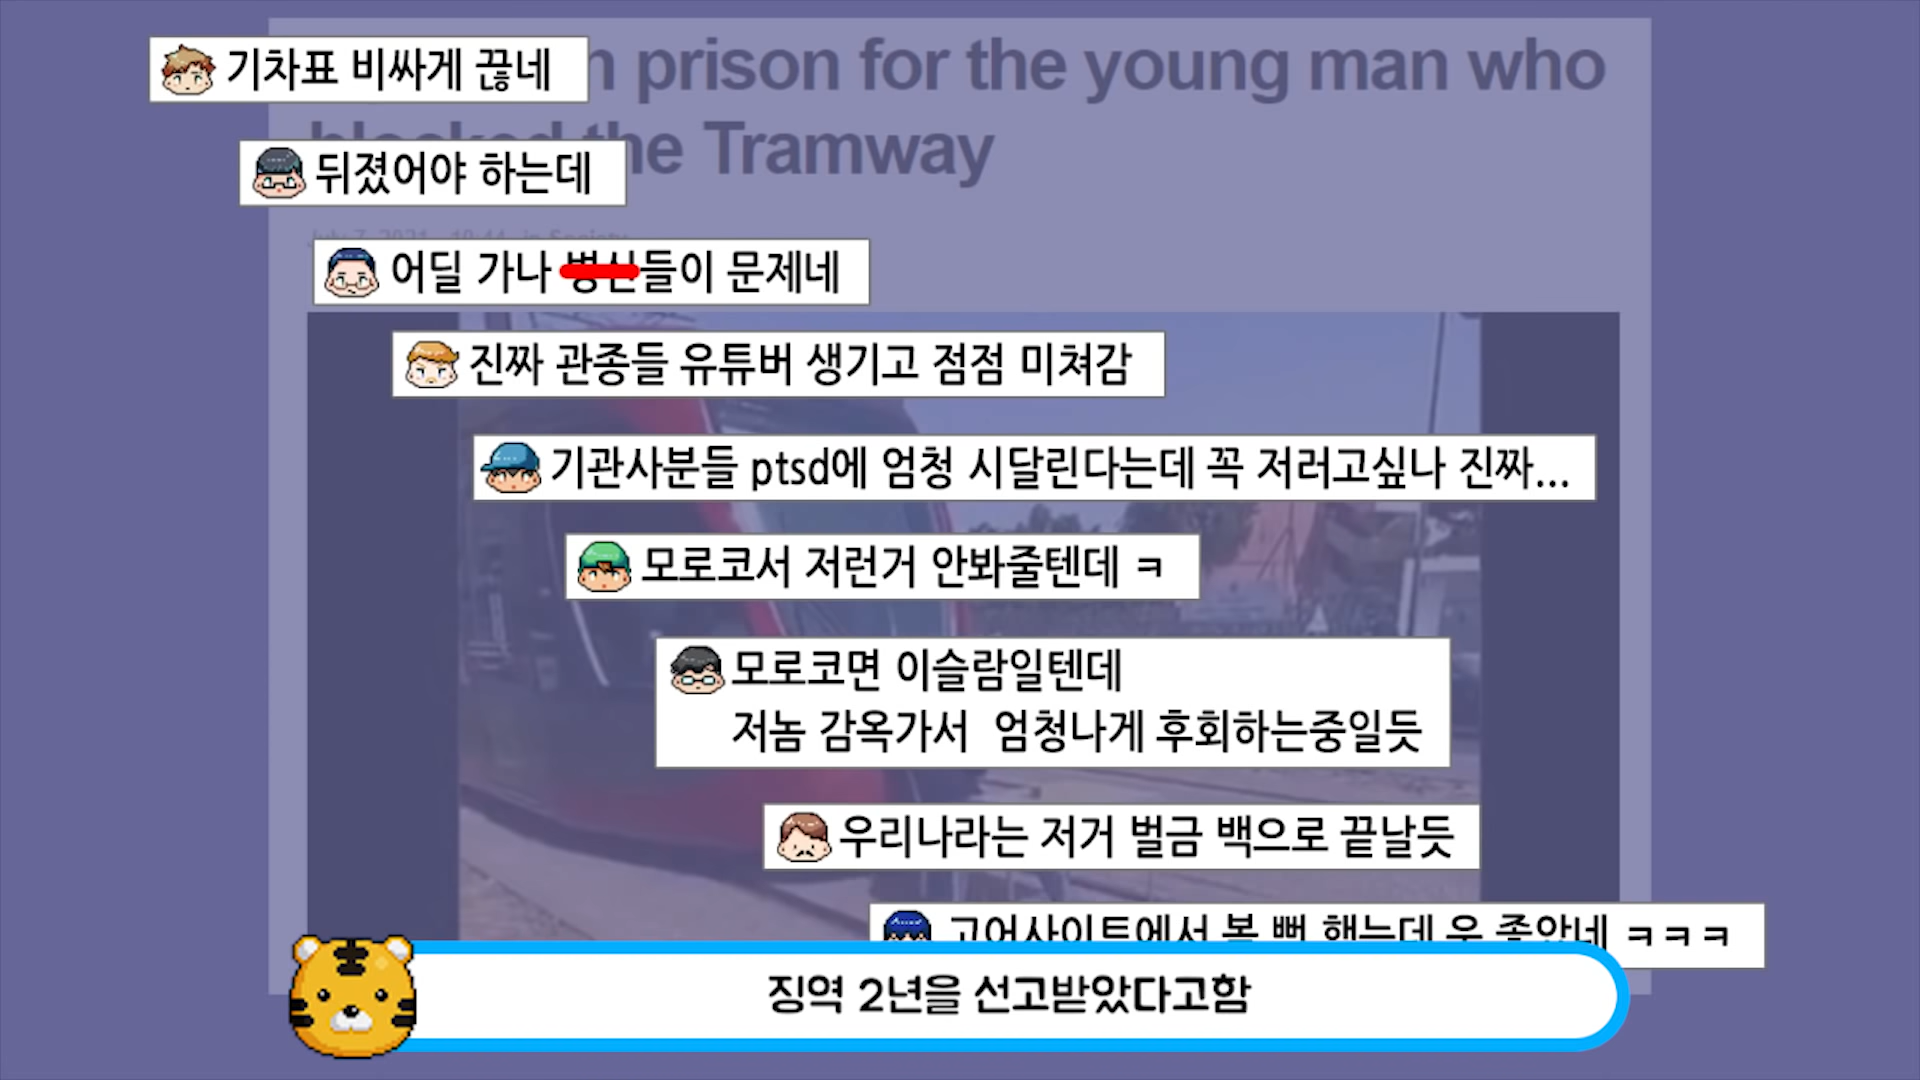 기차표 비싸게 끊네
prison for the young man who
the Tramway
뒤졌어야 하는데
어딜 가나 병신들이 문제네
진짜 관종들 유튜버 생기고 점점 미쳐감
기관사분들 ptsd에 엄청 시달린다는데 꼭 저러고싶나 진짜...
모로코서 저런거 안봐줄텐데 ㅋ
모로코면 이슬람일텐데
저놈 감옥가서 엄청나게 후회하는중일듯
우리나라는 저거 벌금 백으로 끝날듯
고어사이트에서 볼 뻔 했는데 운 좋았네 ㅋㅋㅋ
징역 2년을 선고받았다고함